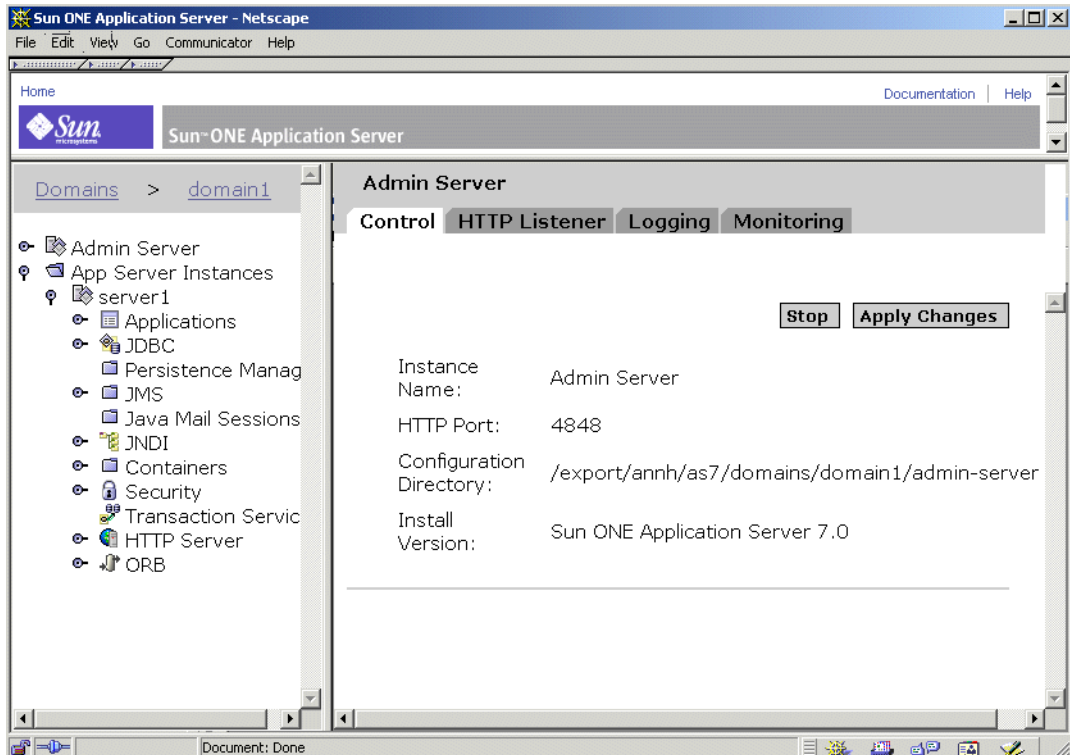 Sun ONE Application Server - Netscape
File Edit View Go Communicator Help
Home
Documentation | Help
Sun
microsystems
Sun™ ONE Application Server
Domains > domain1
Admin Server
App Server Instances
server1
Applications
JDBC
Persistence Manag
JMS
Java Mail Sessions
JNDI
Containers
Security
Transaction Servic
HTTP Server
ORB
Admin Server
Control HTTP Listener Logging Monitoring
Stop Apply Changes
Instance
Name:
Admin Server
HTTP Port: 4848
Configuration
Directory:
/export/annh/as7/domains/domain1/admin-server
Install
Version:
Sun ONE Application Server 7.0
Document: Done